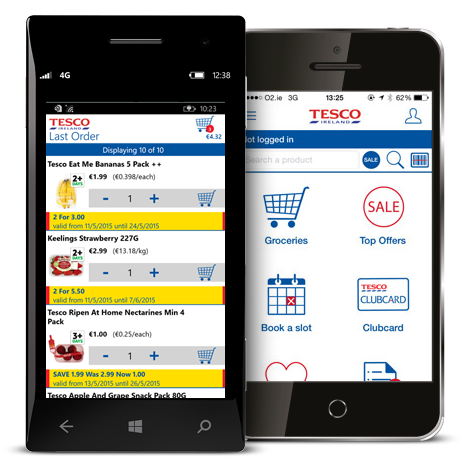 4G 12:38
10:23
TESCO
IRELAND
Last Order
3
€4.32
Displaying 10 of 10
Tesco Eat Me Bananas 5 Pack ++
2+
DAYS
€1.99 (€0.398/each)
- 1 +
2 For 3.00
valid from 11/5/2015 until 24/5/2015
Keelings Strawberry 227G
2+
DAYS
€2.99 (€13.18/kg)
- 1 +
2 For 5.50
valid from 11/5/2015 until 7/6/2015
Tesco Ripen At Home Nectarines Min 4
Pack
3+
DAYS
€1.00 (€0.25/each)
- 1 +
SAVE 1.99 Was 2.99 Now 1.00
valid from 13/5/2015 until 26/5/2015
Tesco Apple And Grape Snack Pack 80G
O2.ie 3G 13:25 62%
TESCO
IRELAND
logged in
Search a product
SALE
SALE
Groceries
Top Offers
TESCO
CLUBCARD
Book a slot
Clubcard